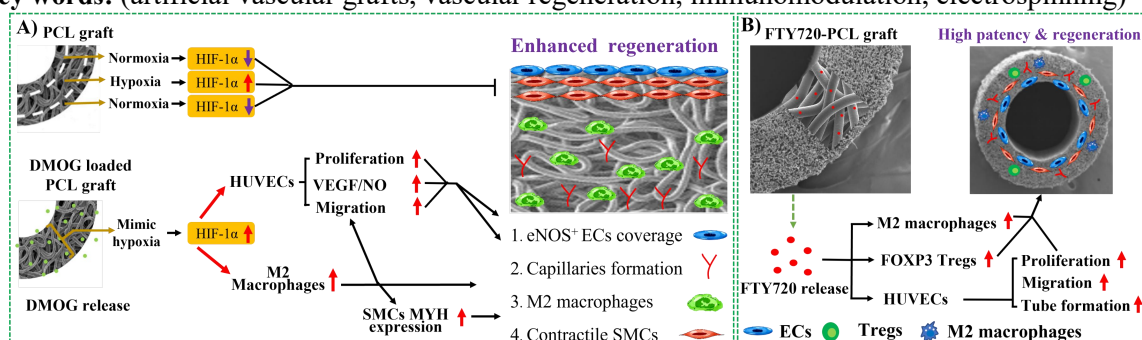 words: (artificial vascular grafts, vascular regeneration, immunomodulation, electrospinning)
A) PCL graft
Normoxia HIF-1α
Hypoxia HIF-1α
Normoxia HIF-1α
Enhanced regeneration
DMOG loaded
PCL graft
Mimic
hypoxia
HIF-1α
DMOG release
HUVECs
Proliferation
VEGF/NO
Migration
M2
Macrophages
SMCs MYH
expression
1. eNOS⁺ ECs coverage
2. Capillaries formation
3. M2 macrophages
4. Contractile SMCs
B)
FTY720-PCL graft
High patency & regeneration
FTY720 release
M2 macrophages
FOXP3 Tregs
HUVECs
Proliferation
Migration
Tube formation
ECs Tregs M2 macrophages